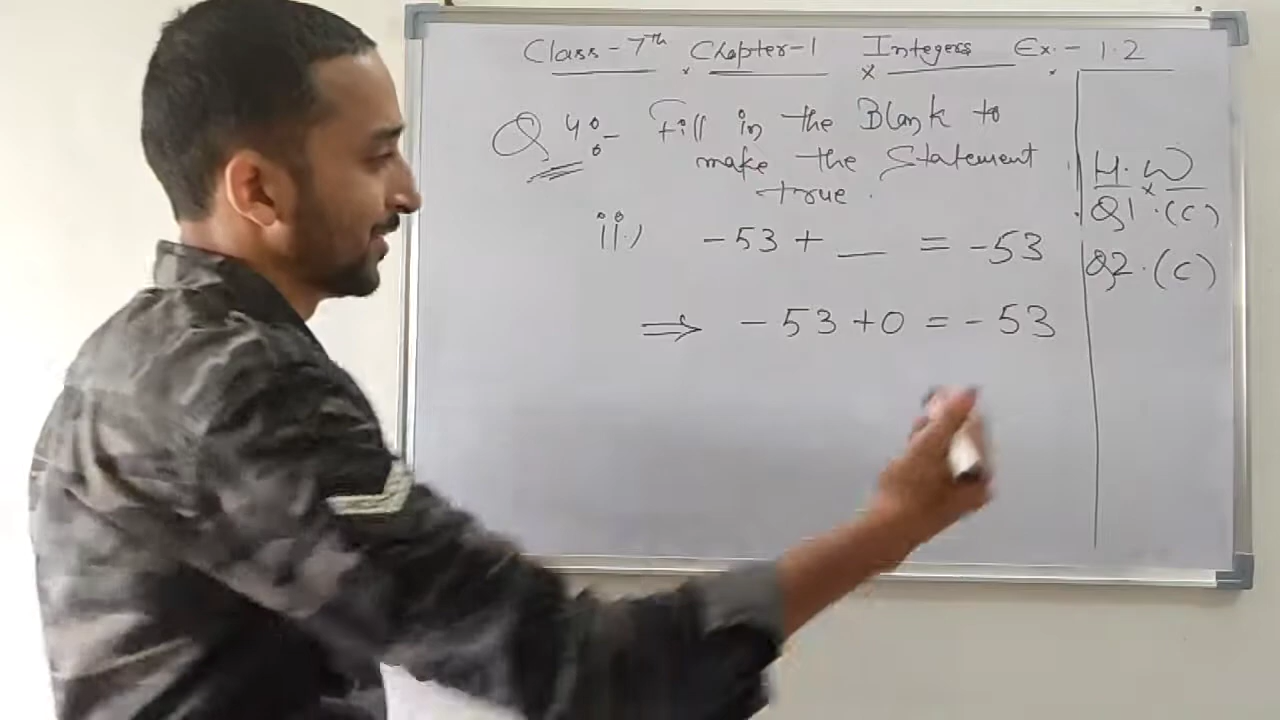 Class-7th Chapter-1 Integers Ex.-1.2
Q4:- Fill in the Blank to
make the Statement
true.
ii) -53 + __ = -53
⇒ -53+0 = -53
H.W
Q1.(C)
Q2.(C)